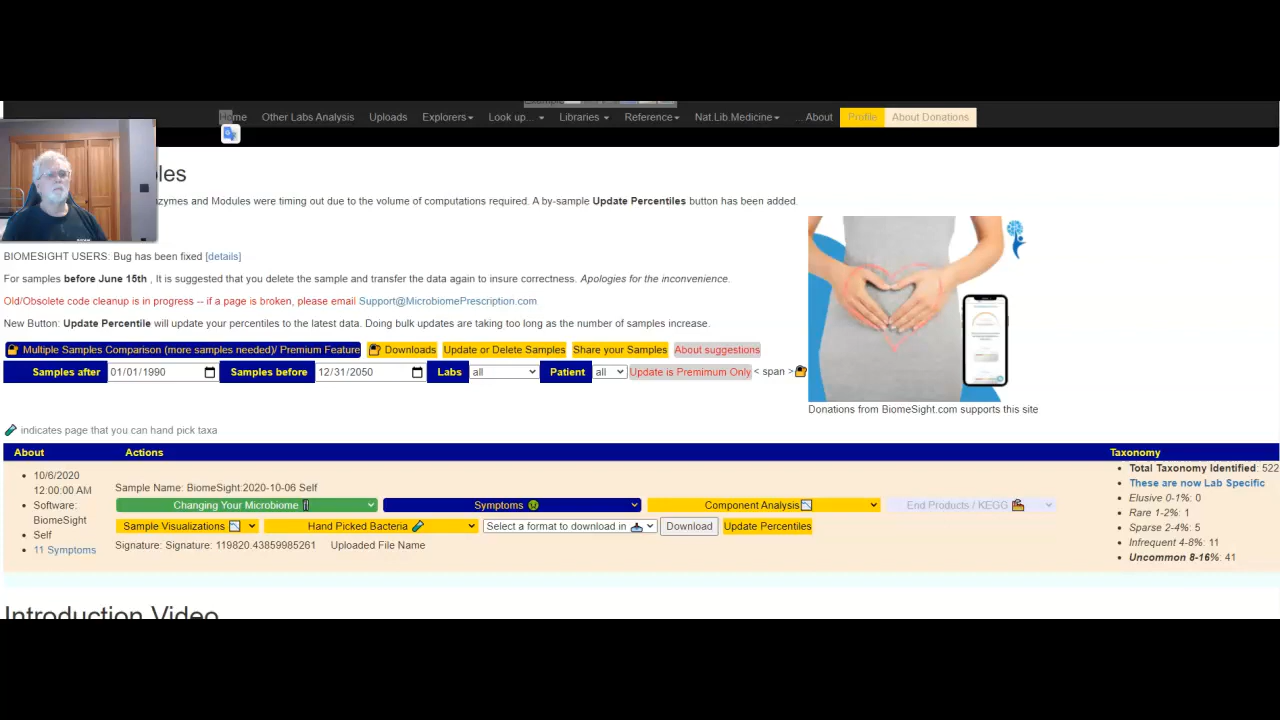 Home Other Labs Analysis Uploads Explorers Look up... Libraries Reference Nat.Lib.Medicine ... About Profile About Donations
ples
zymes and Modules were timing out due to the volume of computations required. A by-sample Update Percentiles button has been added.
BIOMESIGHT USERS: Bug has been fixed [details]
For samples before June 15th , It is suggested that you delete the sample and transfer the data again to insure correctness. Apologies for the inconvenience.
Old/Obsolete code cleanup is in progress -- if a page is broken, please email Support@MicrobiomePrescription.com
New Button: Update Percentile will update your percentiles to the latest data. Doing bulk updates are taking too long as the number of samples increase.
Multiple Samples Comparison (more samples needed)/ Premium Feature Downloads Update or Delete Samples Share your Samples About suggestions
Samples after 01/01/1990 Samples before 12/31/2050 Labs all Patient all Update is Premimum Only < span >
Donations from BiomeSight.com supports this site
indicates page that you can hand pick taxa
About Actions Taxonomy
10/6/2020
12:00:00 AM
Software:
BiomeSight
Self
11 Symptoms
Sample Name: BiomeSight:2020-10-06 Self
Changing Your Microbiome Symptoms Component Analysis End Products / KEGG
Sample Visualizations Hand Picked Bacteria Select a format to download in Download Update Percentiles
Signature: Signature: 119820.43859985261 Uploaded File Name
Total Taxonomy Identified: 522
These are now Lab Specific
Elusive 0-1%: 0
Rare 1-2%: 1
Sparse 2-4%: 5
Infrequent 4-8%: 11
Uncommon 8-16%: 41
Introduction Video